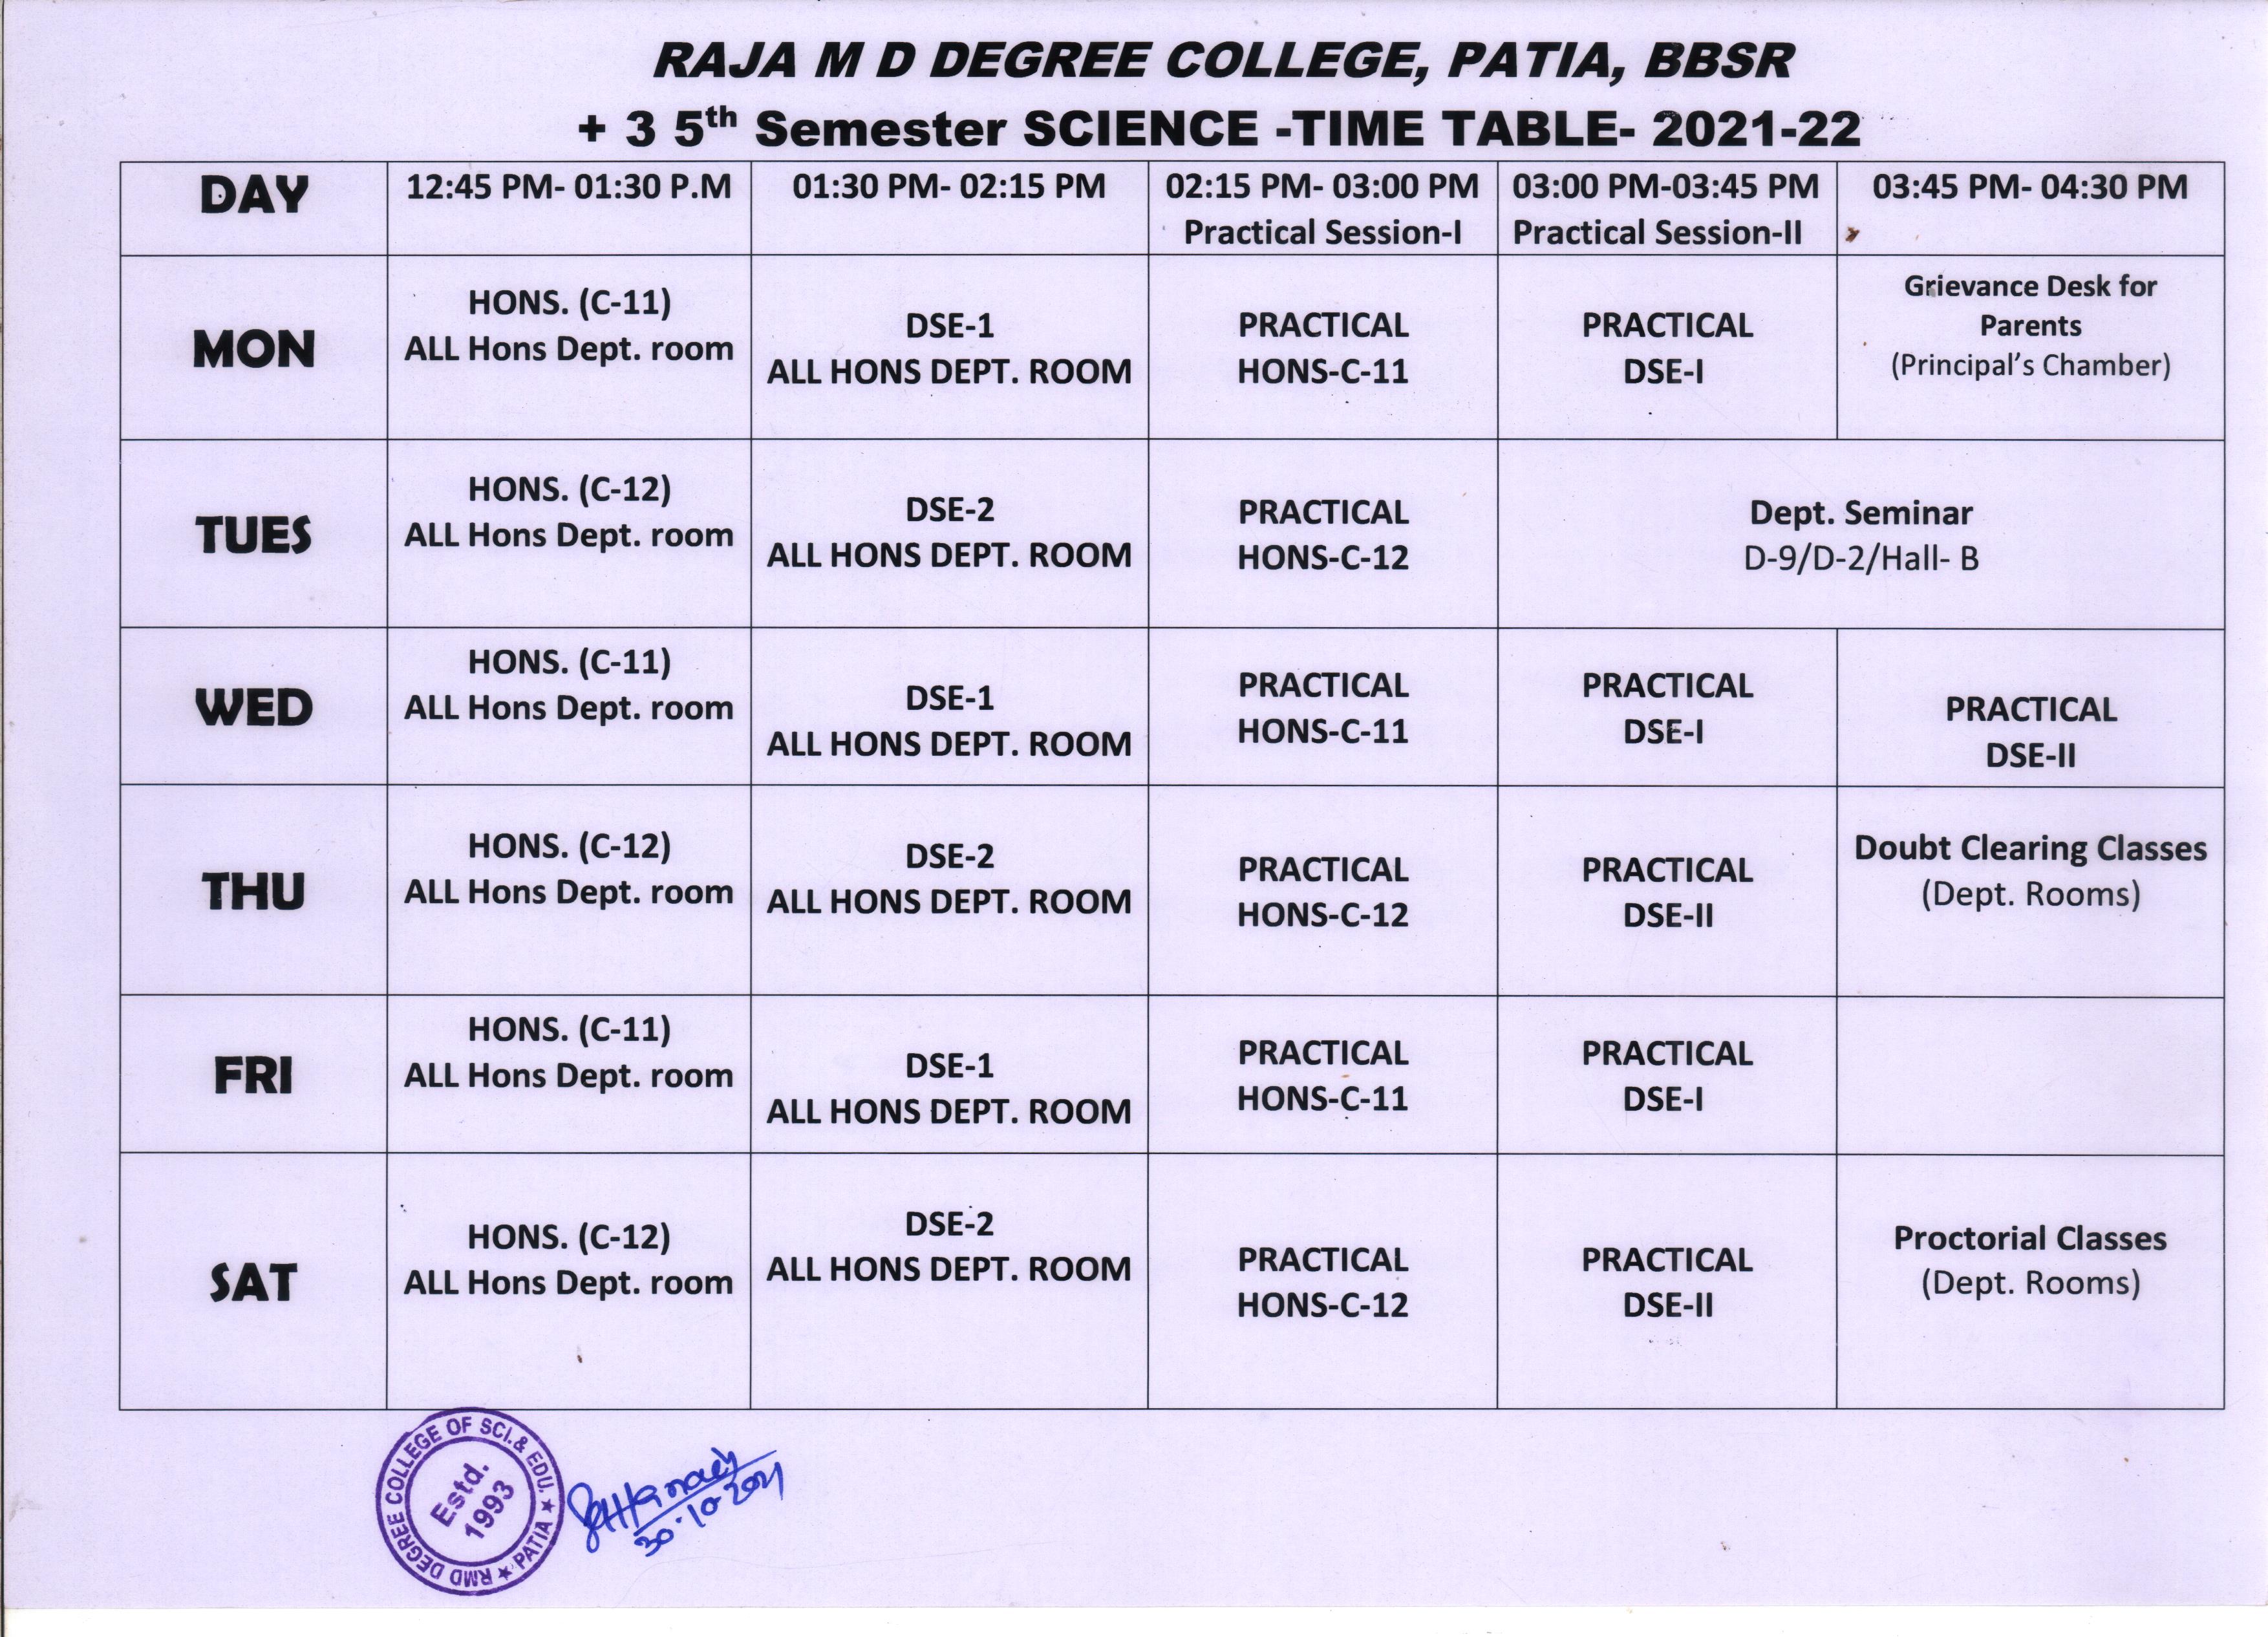 RAJA M D DEGREE COLLEGE, PATIA, BBSR
+ 3 5th Semester SCIENCE -TIME TABLE- 2021-22
DAY
12:45 PM- 01:30 P.M
01:30 PM- 02:15 PM
02:15 PM- 03:00 PM
Practical Session-I
03:00 PM-03:45 PM
Practical Session-II
03:45 PM- 04:30 PM
MON
HONS. (C-11)
ALL Hons Dept. room
DSE-1
ALL HONS DEPT. ROOM
PRACTICAL
HONS-C-11
PRACTICAL
DSE-I
Grievance Desk for
Parents
(Principal’s Chamber)
TUES
HONS. (C-12)
ALL Hons Dept. room
DSE-2
ALL HONS DEPT. ROOM
PRACTICAL
HONS-C-12
Dept. Seminar
D-9/D-2/Hall- B
WED
HONS. (C-11)
ALL Hons Dept. room
DSE-1
ALL HONS DEPT. ROOM
PRACTICAL
HONS-C-11
PRACTICAL
DSE-I
PRACTICAL
DSE-II
THU
HONS. (C-12)
ALL Hons Dept. room
DSE-2
ALL HONS DEPT. ROOM
PRACTICAL
HONS-C-12
PRACTICAL
DSE-II
Doubt Clearing Classes
(Dept. Rooms)
FRI
HONS. (C-11)
ALL Hons Dept. room
DSE-1
ALL HONS DEPT. ROOM
PRACTICAL
HONS-C-11
PRACTICAL
DSE-I
SAT
HONS. (C-12)
ALL Hons Dept. room
DSE-2
ALL HONS DEPT. ROOM
PRACTICAL
HONS-C-12
PRACTICAL
DSE-II
Proctorial Classes
(Dept. Rooms)
RMD DEGREE COLLEGE OF SCI.& EDU. ★ PATIA ★
Estd.
1993
30.10.2021